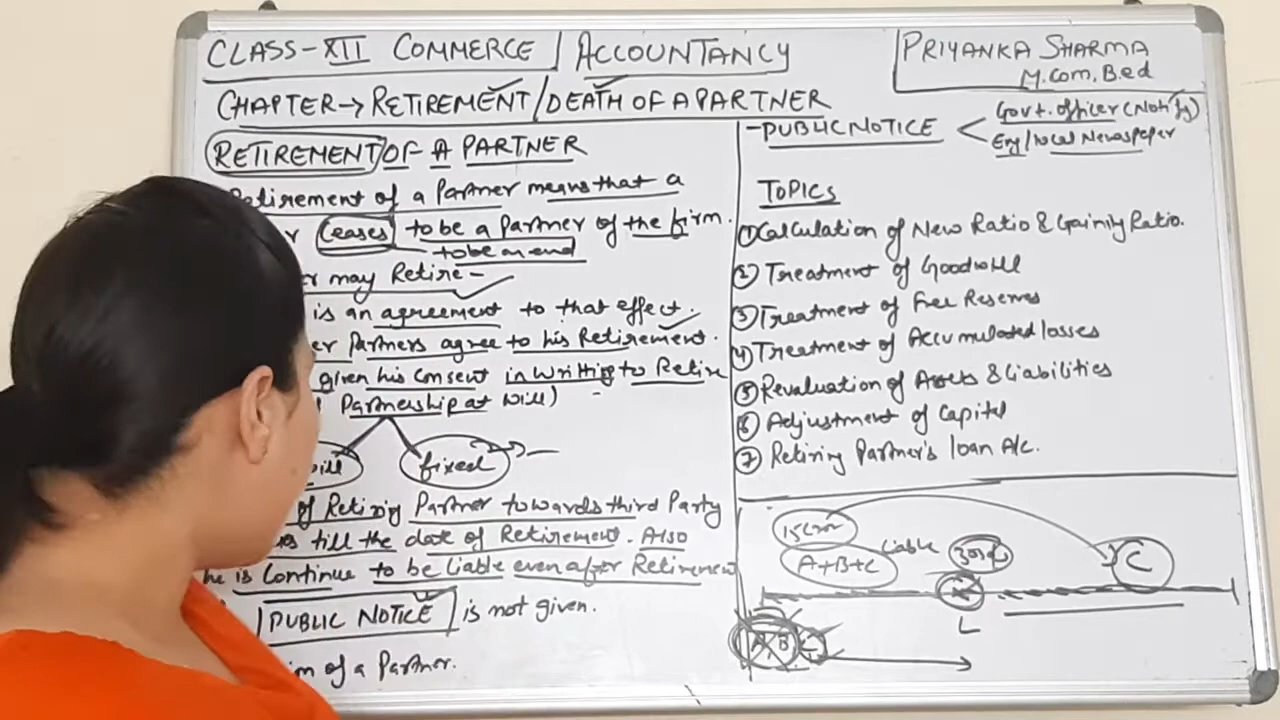 CLASS-XII COMMERCE / ACCOUNTANCY
PRIYANKA SHARMA
M.Com, B.ed
CHAPTER → RETIREMENT / DEATH OF A PARTNER
RETIREMENT OF A PARTNER
Retirement of a Partner means that a
Ceases to be a Partner of the firm.
to be an end
may Retire -
is an agreement to that effect.
Partners agree to his Retirement.
given his consent in writing to Retire
Partnership at will)
fixed
of Retiring Partner towards third Party
till the date of Retirement. Also
he is Continue to be liable even after Retirement
PUBLIC NOTICE is not given.
of a Partner.
- PUBLIC NOTICE
Govt. officer (Notify)
Eng/local Newspaper
TOPICS
① Calculation of New Ratio & Gaining Ratio.
② Treatment of Goodwill
③ Treatment of Free Reserves
④ Treatment of Accumulated losses
⑤ Revaluation of Assets & Liabilities
⑥ Adjustment of Capital
⑦ Retiring Partner's loan A/c.
A+B+C
liable
C
L
A B